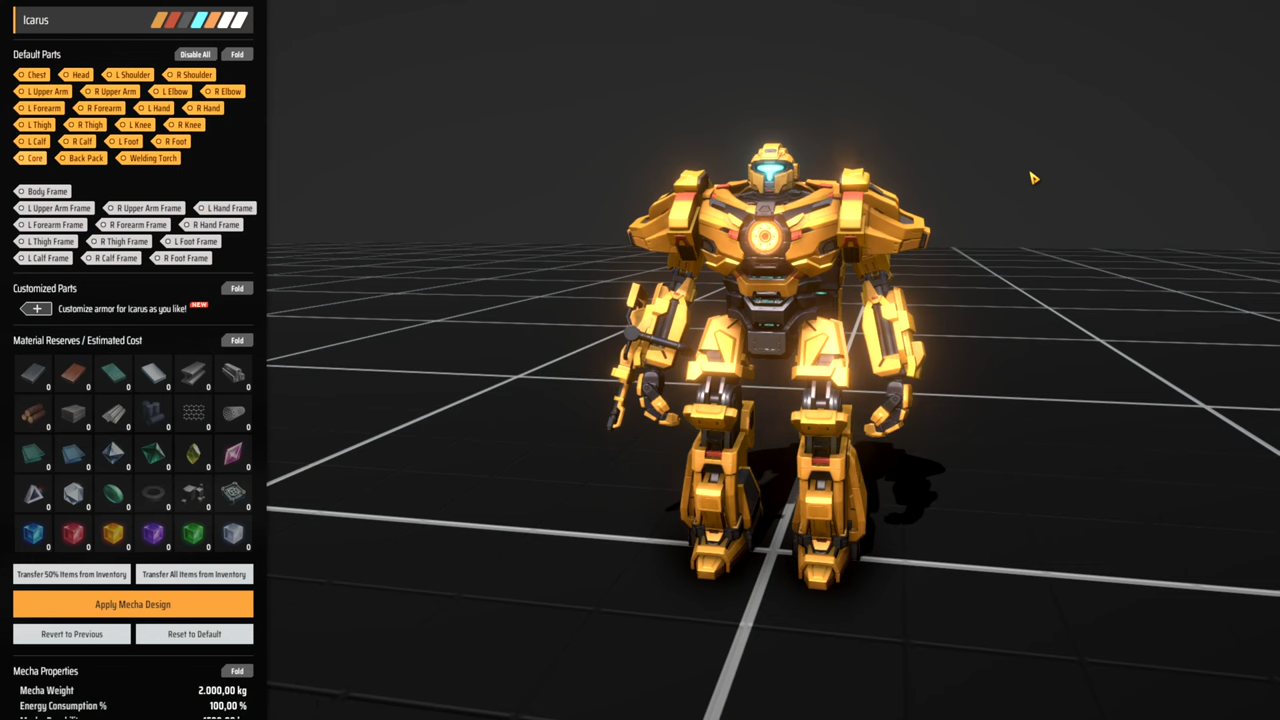 Icarus
Default Parts Disable All Fold
Chest Head L Shoulder R Shoulder
L Upper Arm R Upper Arm L Elbow R Elbow
L Forearm R Forearm L Hand R Hand
L Thigh R Thigh L Knee R Knee
L Calf R Calf L Foot R Foot
Core Back Pack Welding Torch
Body Frame
L Upper Arm Frame R Upper Arm Frame L Hand Frame
L Forearm Frame R Forearm Frame R Hand Frame
L Thigh Frame R Thigh Frame L Foot Frame
L Calf Frame R Calf Frame R Foot Frame
Customized Parts Fold
Customize armor for Icarus as you like! NEW
Material Reserves / Estimated Cost Fold
0 0 0 0 0 0
0 0 0 0 0 0
0 0 0 0 0 0
0 0 0 0 0 0
0 0 0 0 0 0
Transfer 50% Items from Inventory Transfer All Items from Inventory
Apply Mecha Design
Revert to Previous Reset to Default
Mecha Properties Fold
Mecha Weight 2.000,00 kg
Energy Consumption % 100,00 %